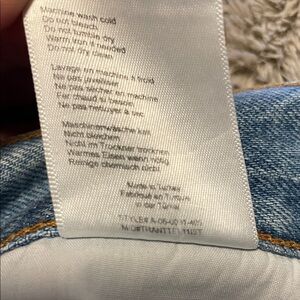 Machine wash cold
Do not bleach
Do not tumble dry
Warm iron if needed
Do not dry clean
Lavage en machine à froid
Ne pas javelliser
Ne pas sécher en machine
Fer chaud si besoin
Ne pas nettoyer à sec
Maschinenwäsche kalt
Nicht bleichen
Nicht im Trockner trocknen
Warmes Eisen wenn nötig
Reinige chemisch nicht
Made in Turkey
Fabriqué en Turquie
in der Türkei